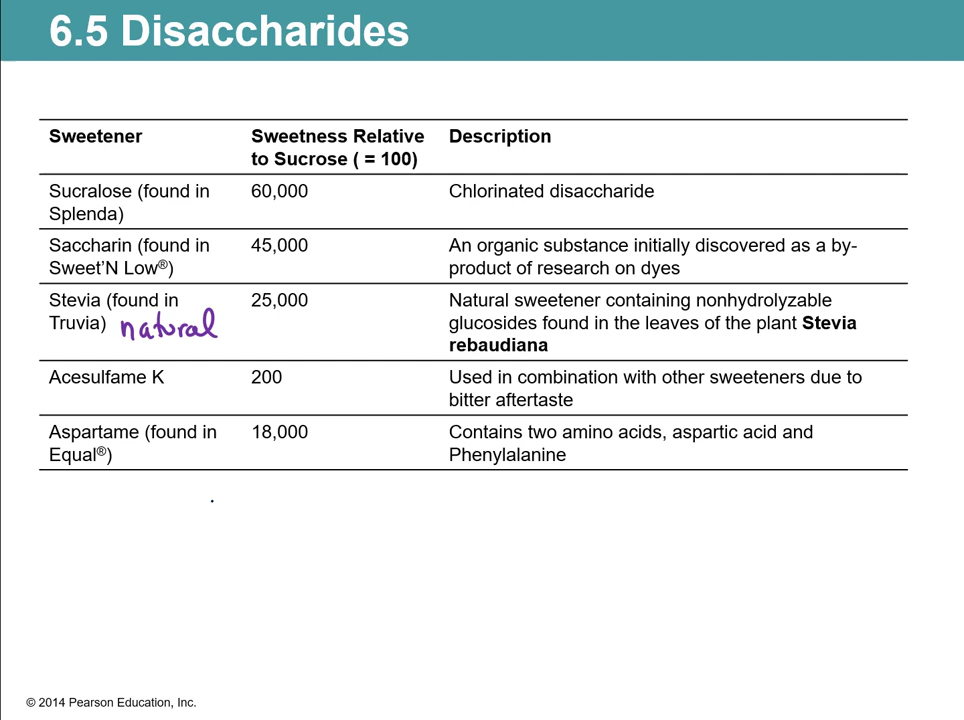 6.5 Disaccharides
Sweetener Sweetness Relative to Sucrose ( = 100) Description
Sucralose (found in Splenda) 60,000 Chlorinated disaccharide
Saccharin (found in Sweet’N Low®) 45,000 An organic substance initially discovered as a by-product of research on dyes
Stevia (found in Truvia) natural 25,000 Natural sweetener containing nonhydrolyzable glucosides found in the leaves of the plant Stevia rebaudiana
Acesulfame K 200 Used in combination with other sweeteners due to bitter aftertaste
Aspartame (found in Equal®) 18,000 Contains two amino acids, aspartic acid and Phenylalanine
© 2014 Pearson Education, Inc.